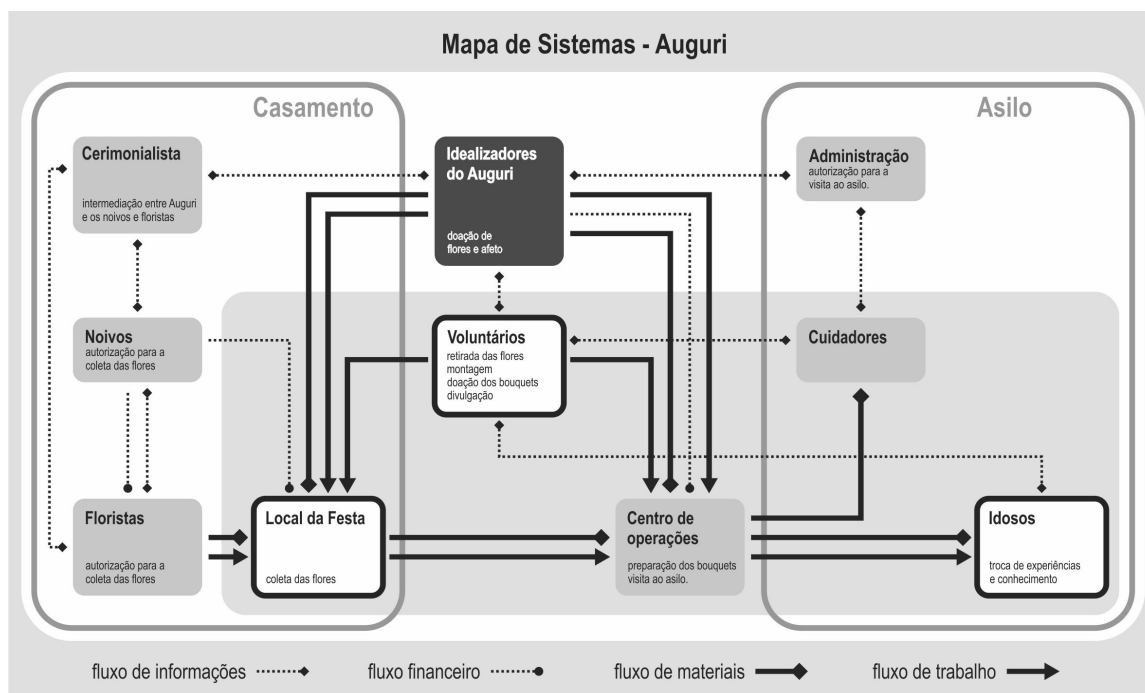 Mapa de Sistemas - Auguri
Casamento
Asilo
Cerimonialista
intermediação entre Auguri
e os noivos e floristas
Idealizadores
do Auguri
doação de
flores e afeto
Administração
autorização para a
visita ao asilo.
Noivos
autorização para a
coleta das flores
Voluntários
retirada das flores
montagem
doação dos bouquets
divulgação
Cuidadores
Floristas
autorização para a
coleta das flores
Local da Festa
coleta das flores
Centro de
operações
preparação dos bouquets
visita ao asilo.
Idosos
troca de experiências
e conhecimento
fluxo de informações
fluxo financeiro
fluxo de materiais
fluxo de trabalho